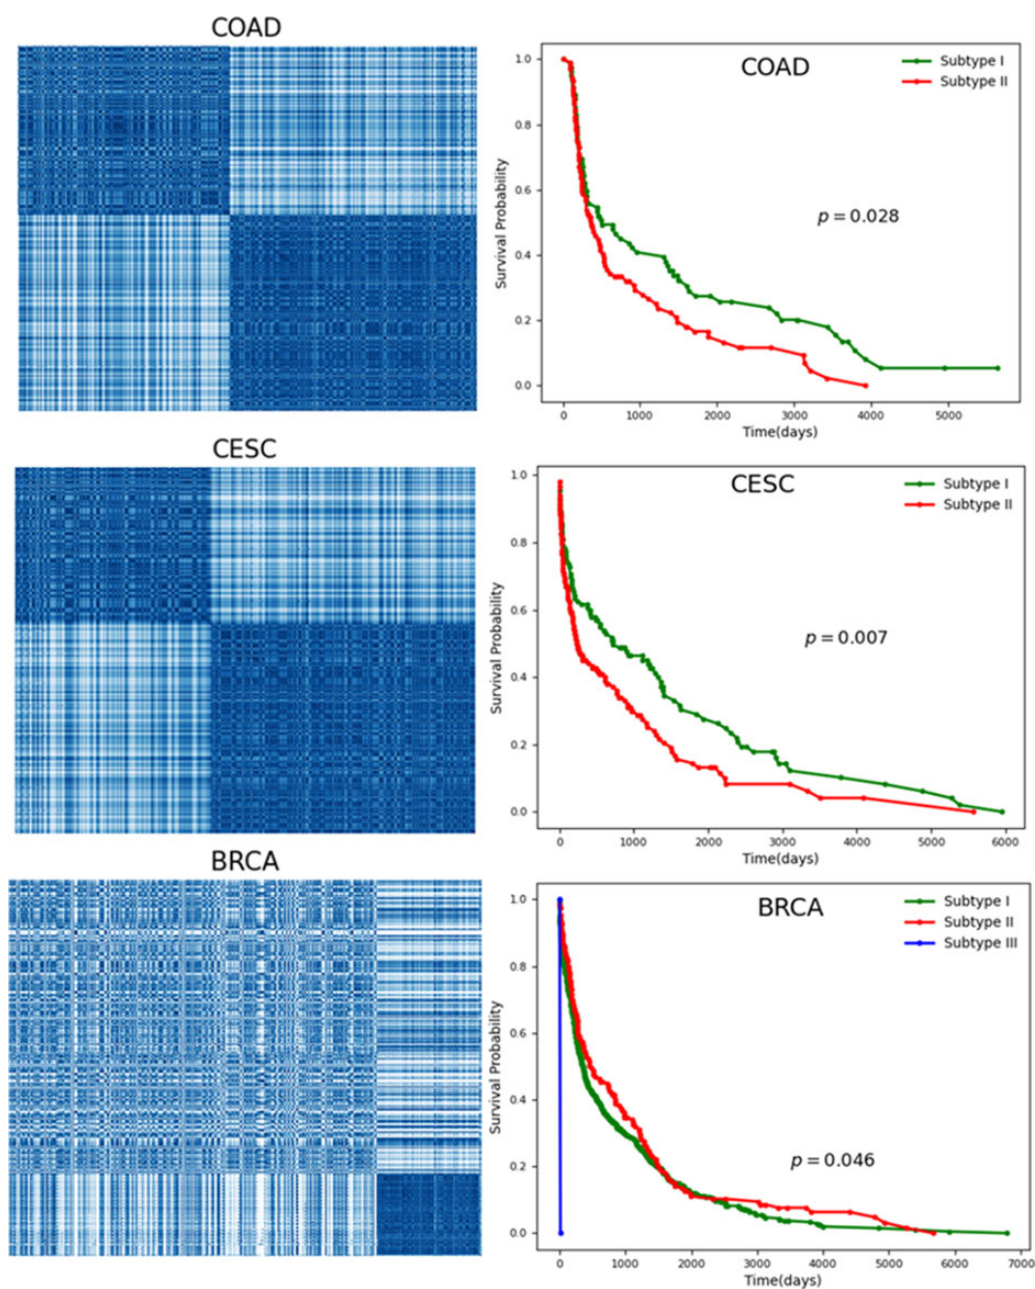 COAD
COAD
Subtype I
Subtype II
p = 0.028
Survival Probability
1.0
0.8
0.6
0.4
0.2
0.0
0 1000 2000 3000 4000 5000
Time(days)
CESC
CESC
Subtype I
Subtype II
p = 0.007
Survival Probability
1.0
0.8
0.6
0.4
0.2
0.0
0 1000 2000 3000 4000 5000 6000
Time(days)
BRCA
BRCA
Subtype I
Subtype II
Subtype III
p = 0.046
Survival Probability
1.0
0.8
0.6
0.4
0.2
0.0
0 1000 2000 3000 4000 5000 6000 7000
Time(days)